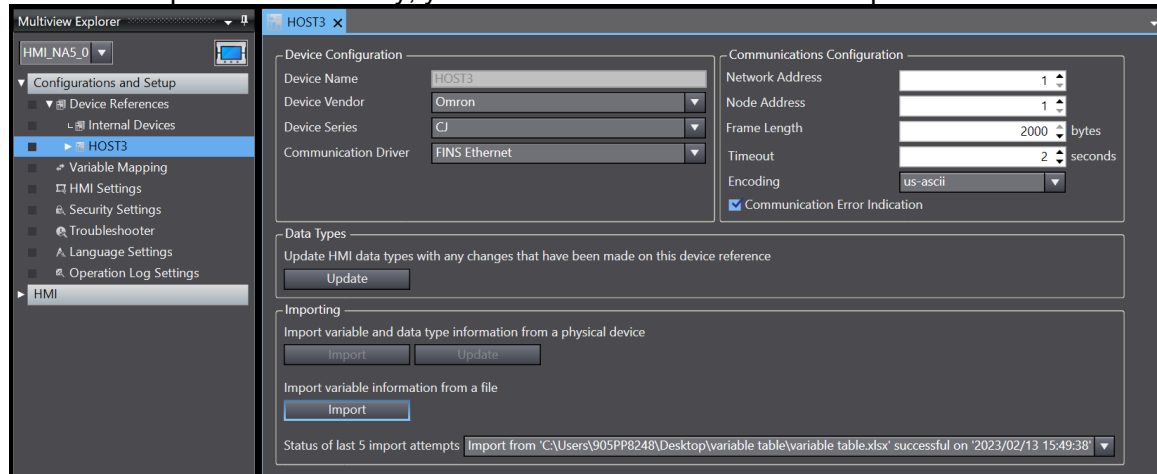 Multiview Explorer
HMI_NA5_0
Configurations and Setup
Device References
Internal Devices
HOST3
Variable Mapping
HMI Settings
Security Settings
Troubleshooter
Language Settings
Operation Log Settings
HMI
HOST3
Device Configuration
Device Name HOST3
Device Vendor Omron
Device Series CJ
Communication Driver FINS Ethernet
Communications Configuration
Network Address 1
Node Address 1
Frame Length 2000 bytes
Timeout 2 seconds
Encoding us-ascii
Communication Error Indication
Data Types
Update HMI data types with any changes that have been made on this device reference
Update
Importing
Import variable and data type information from a physical device
Import Update
Import variable information from a file
Import
Status of last 5 import attempts Import from 'C:\Users\905PP8248\Desktop\variable table\variable table.xlsx' successful on '2023/02/13 15:49:38'